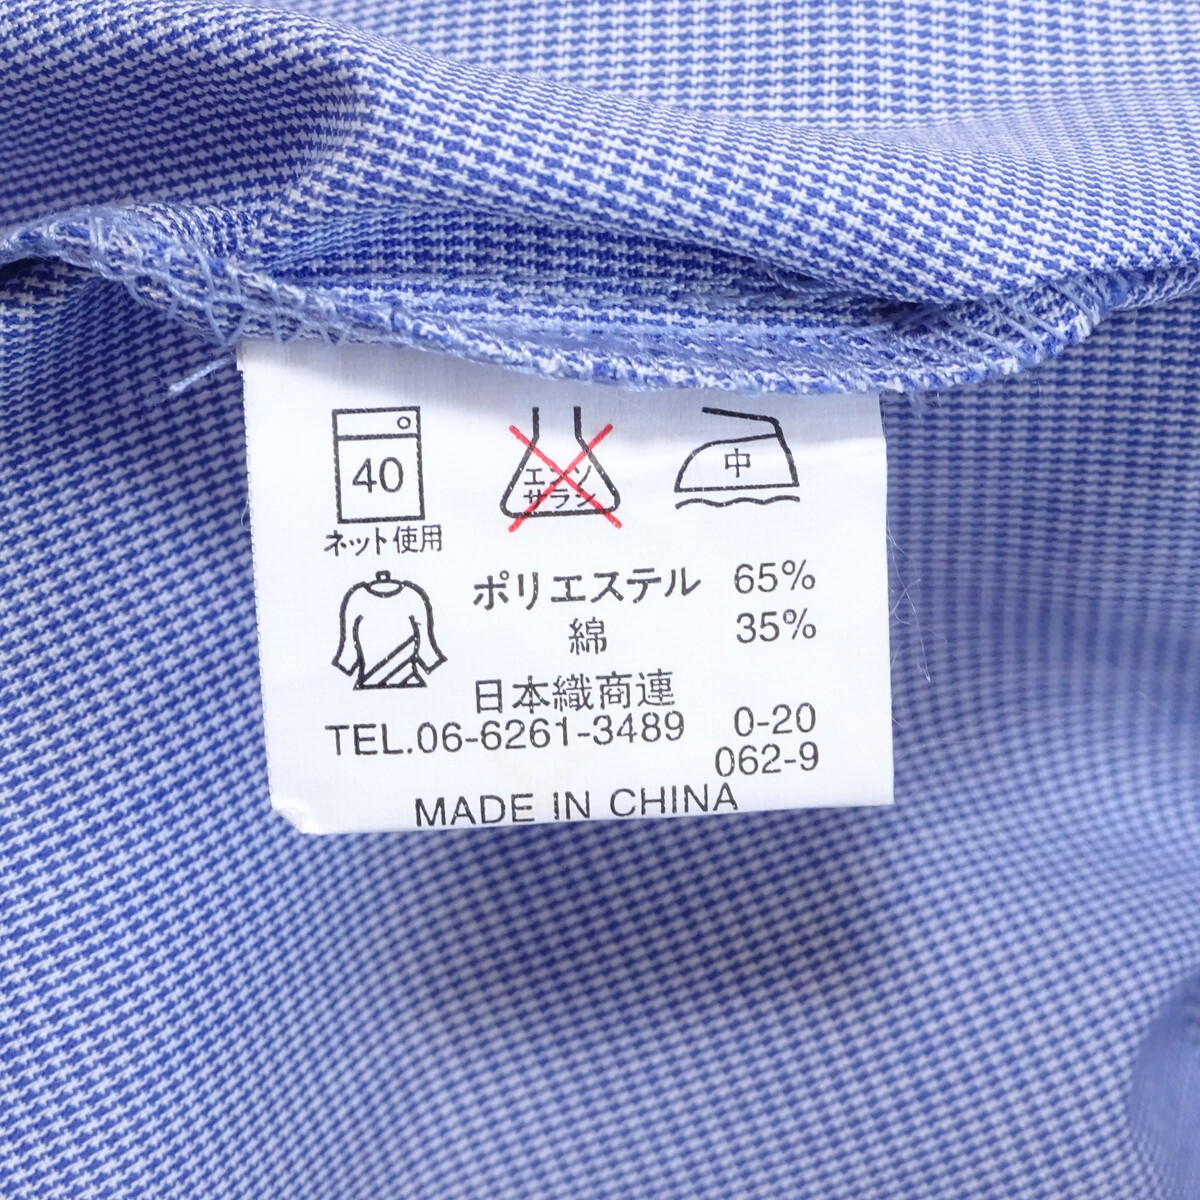 40
エンソ
サラシ
中
ネット使用
ポリエステル 65%
綿 35%
日本織商連
TEL.06-6261-3489 0-20
062-9
MADE IN CHINA